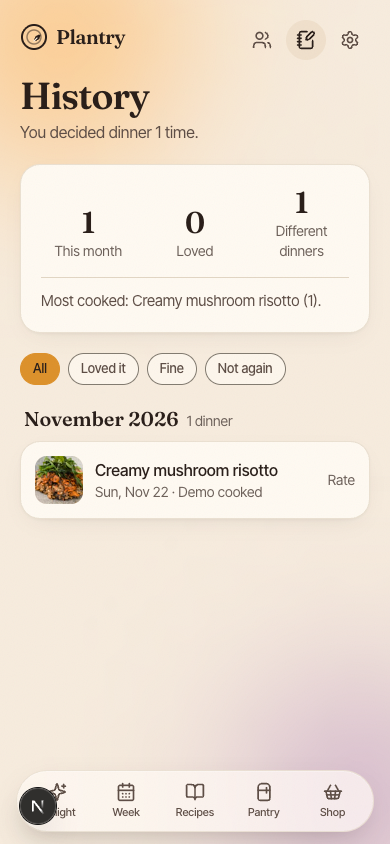 Plantry
History
You decided dinner 1 time.
1
This month
0
Loved
1
Different
dinners
Most cooked: Creamy mushroom risotto (1).
All
Loved it
Fine
Not again
November 2026 1 dinner
Creamy mushroom risotto
Sun, Nov 22 · Demo cooked
Rate
N
Week
Recipes
Pantry
Shop